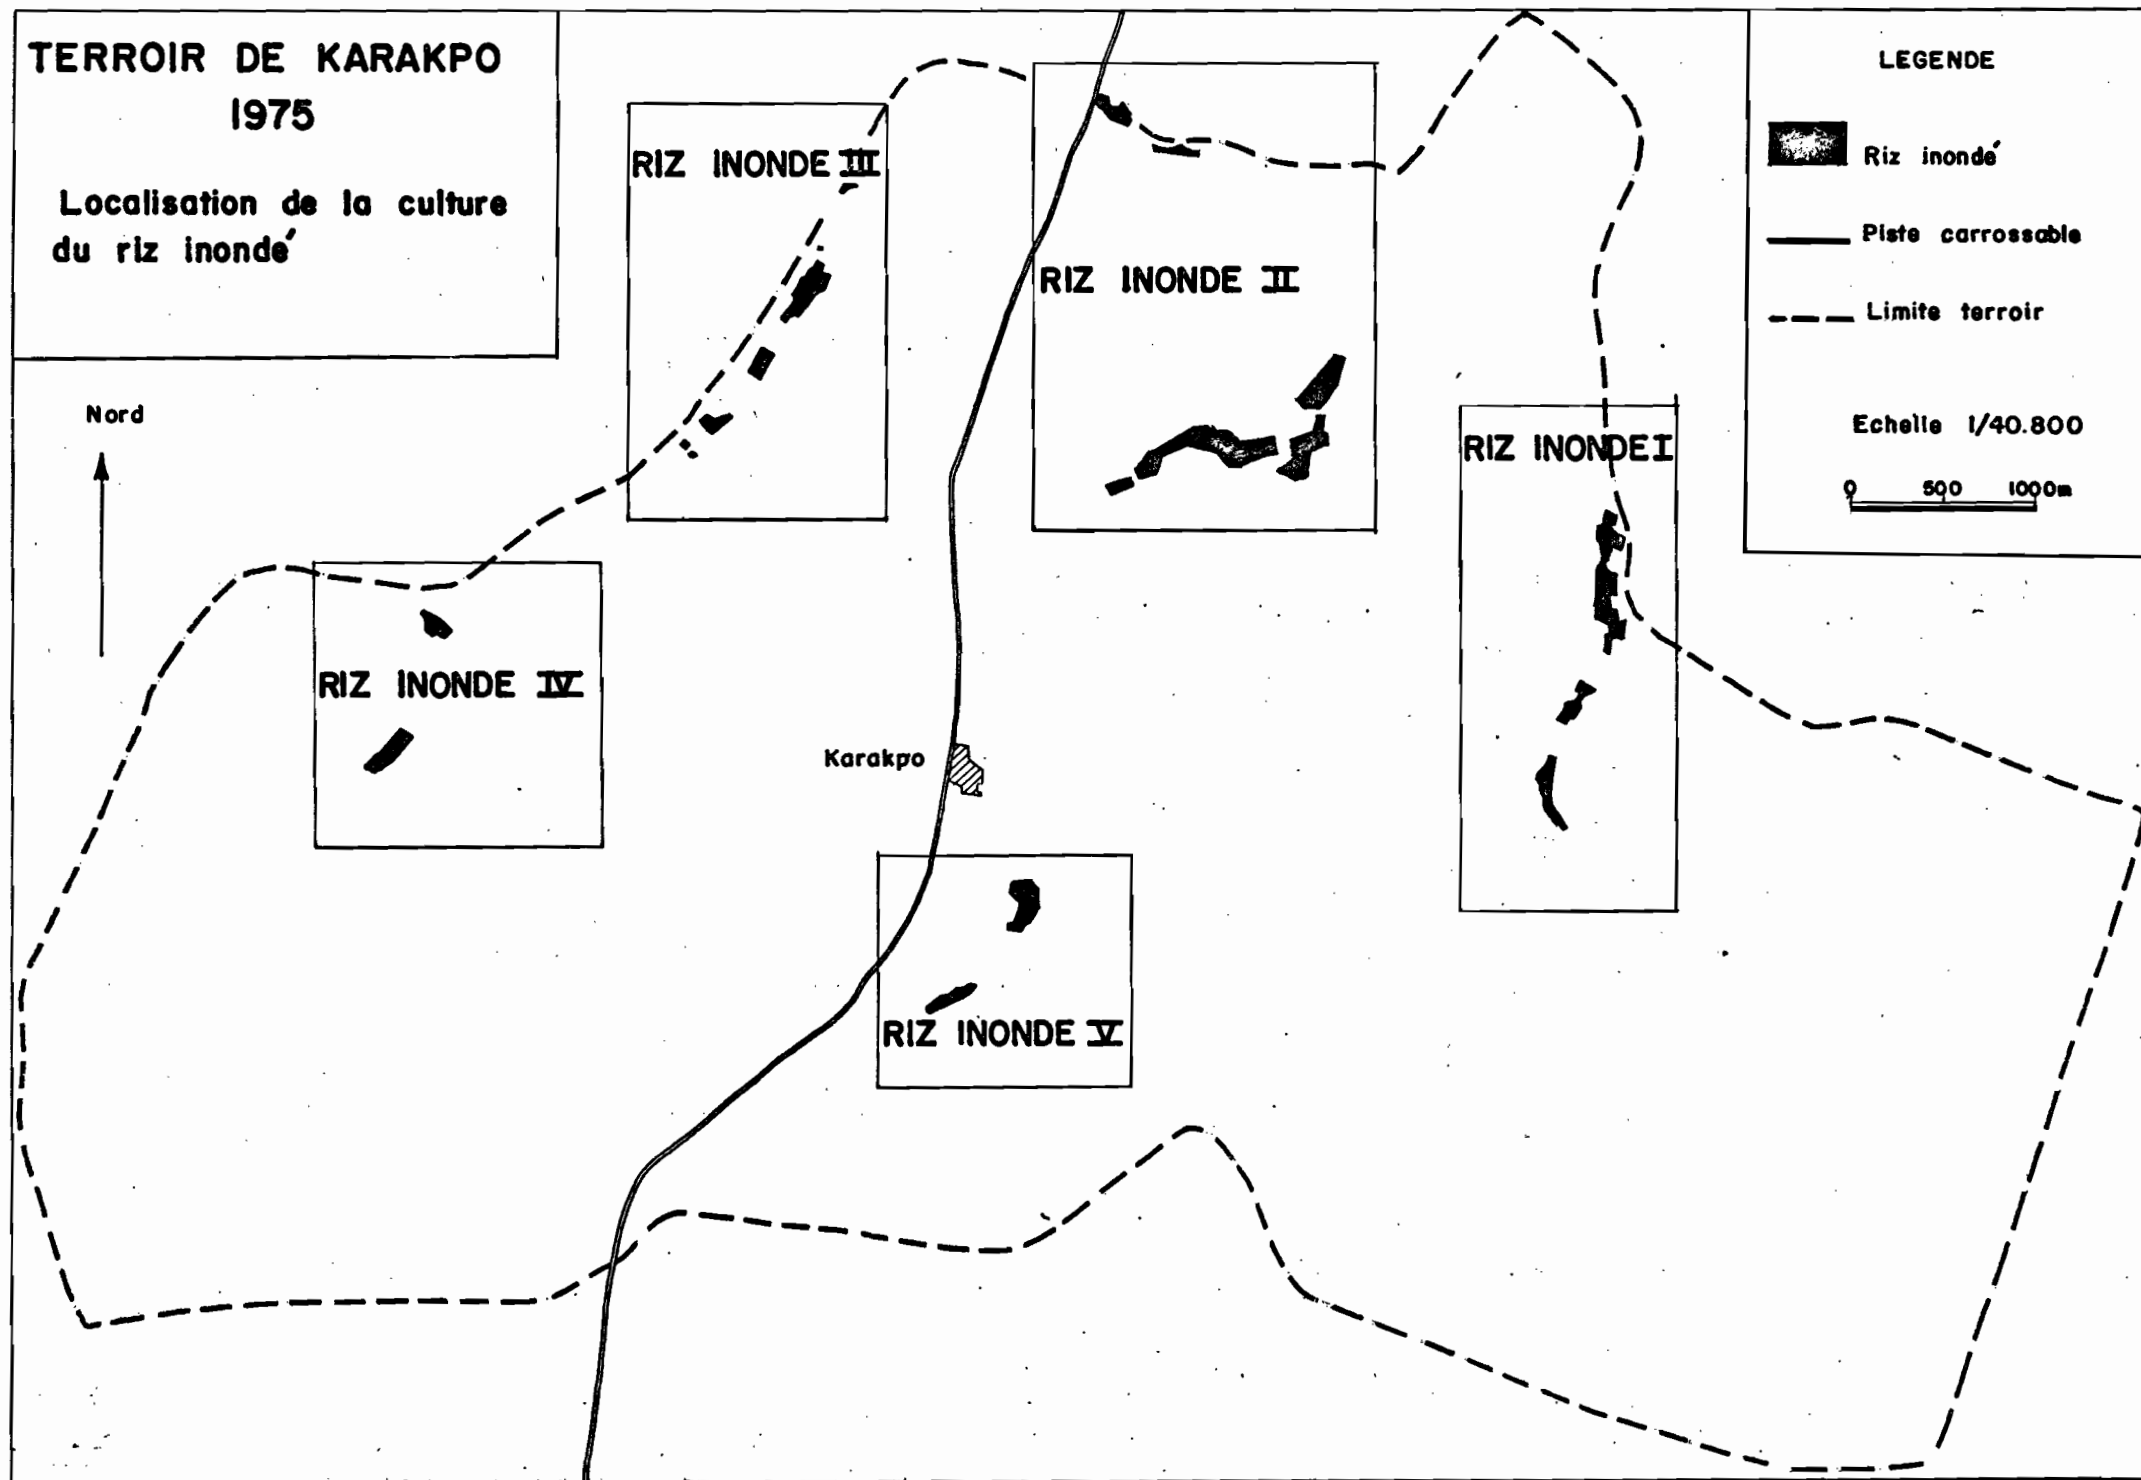 TERROIR DE KARAKPO
1975
Localisation de la culture
du riz inondé
Nord
RIZ INONDE III
RIZ INONDE II
RIZ INONDE I
RIZ INONDE IV
Karakpo
RIZ INONDE V
LEGENDE
Riz inondé
Piste carrossable
Limite terroir
Echelle 1/40.800
0 500 1000m